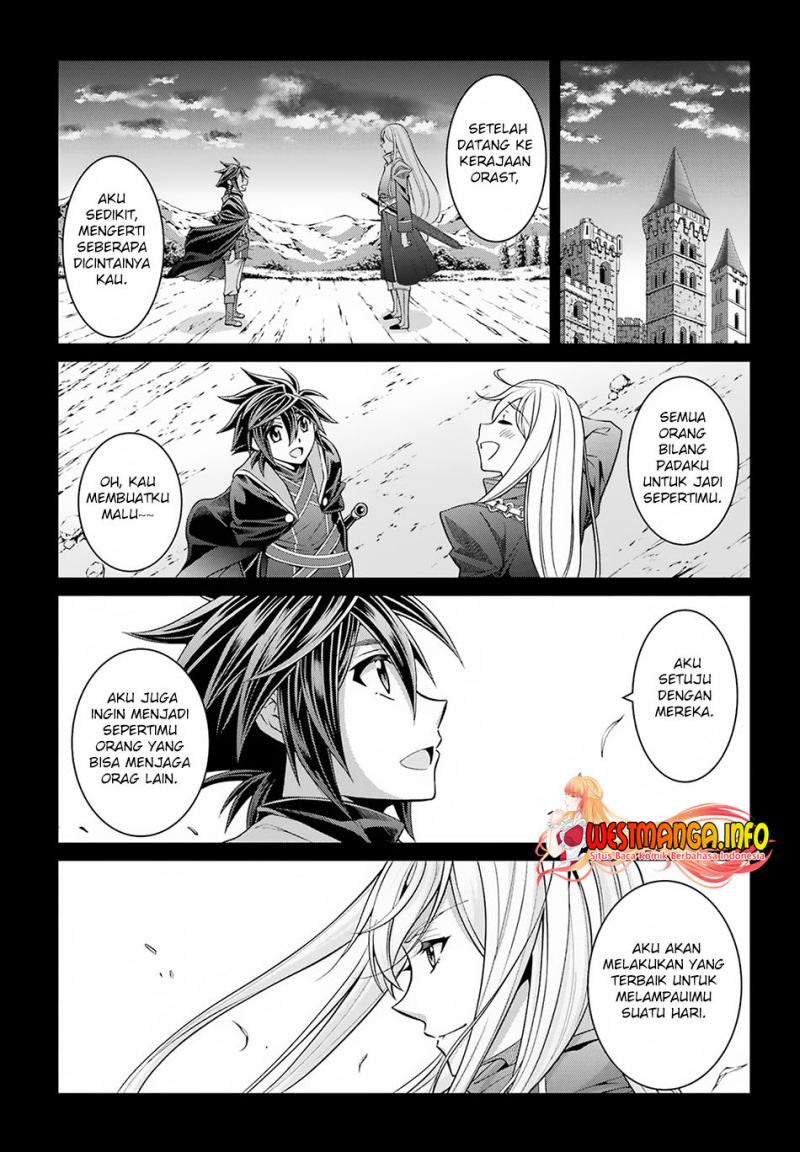 SETELAH
DATANG KE
KERAJAAN
ORAST,
AKU
SEDIKIT,
MENGERTI
SEBERAPA
DICINTAINYA
KAU.
SEMUA
ORANG
BILANG
PADAKU
UNTUK JADI
SEPERTIMU.
OH, KAU
MEMBUATKU
MALU~~
AKU
SETUJU
DENGAN
MEREKA.
AKU JUGA
INGIN MENJADI
SEPERTIMU
ORANG YANG
BISA MENJAGA
ORAG LAIN.
WESTMANGA.INFO
Situs Baca Komik Berbahasa Indonesia
AKU AKAN
MELAKUKAN YANG
TERBAIK UNTUK
MELAMPAUIMU
SUATU HARI.